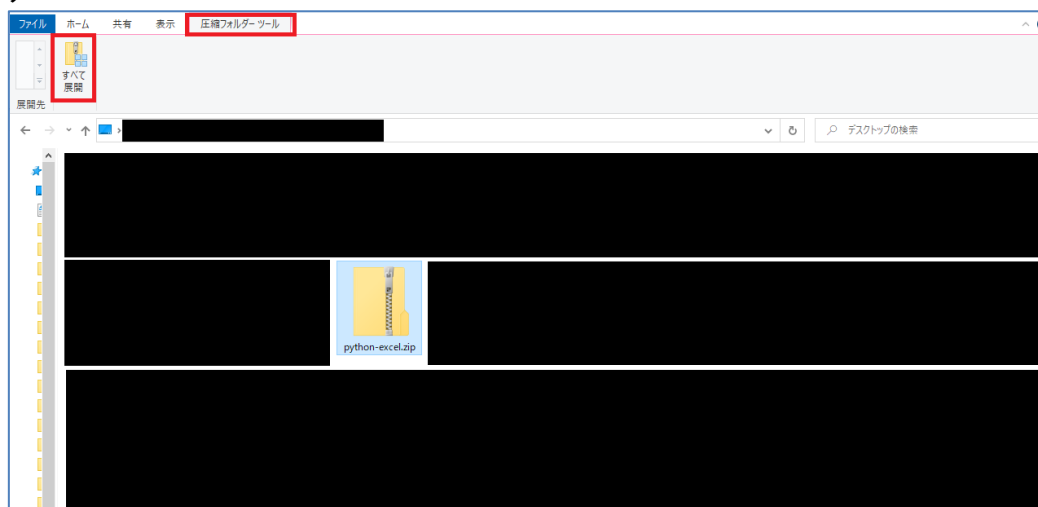 ファイル ホーム 共有 表示 圧縮フォルダー ツール
すべて
展開
展開先
デスクトップの検索
python-excel.zip